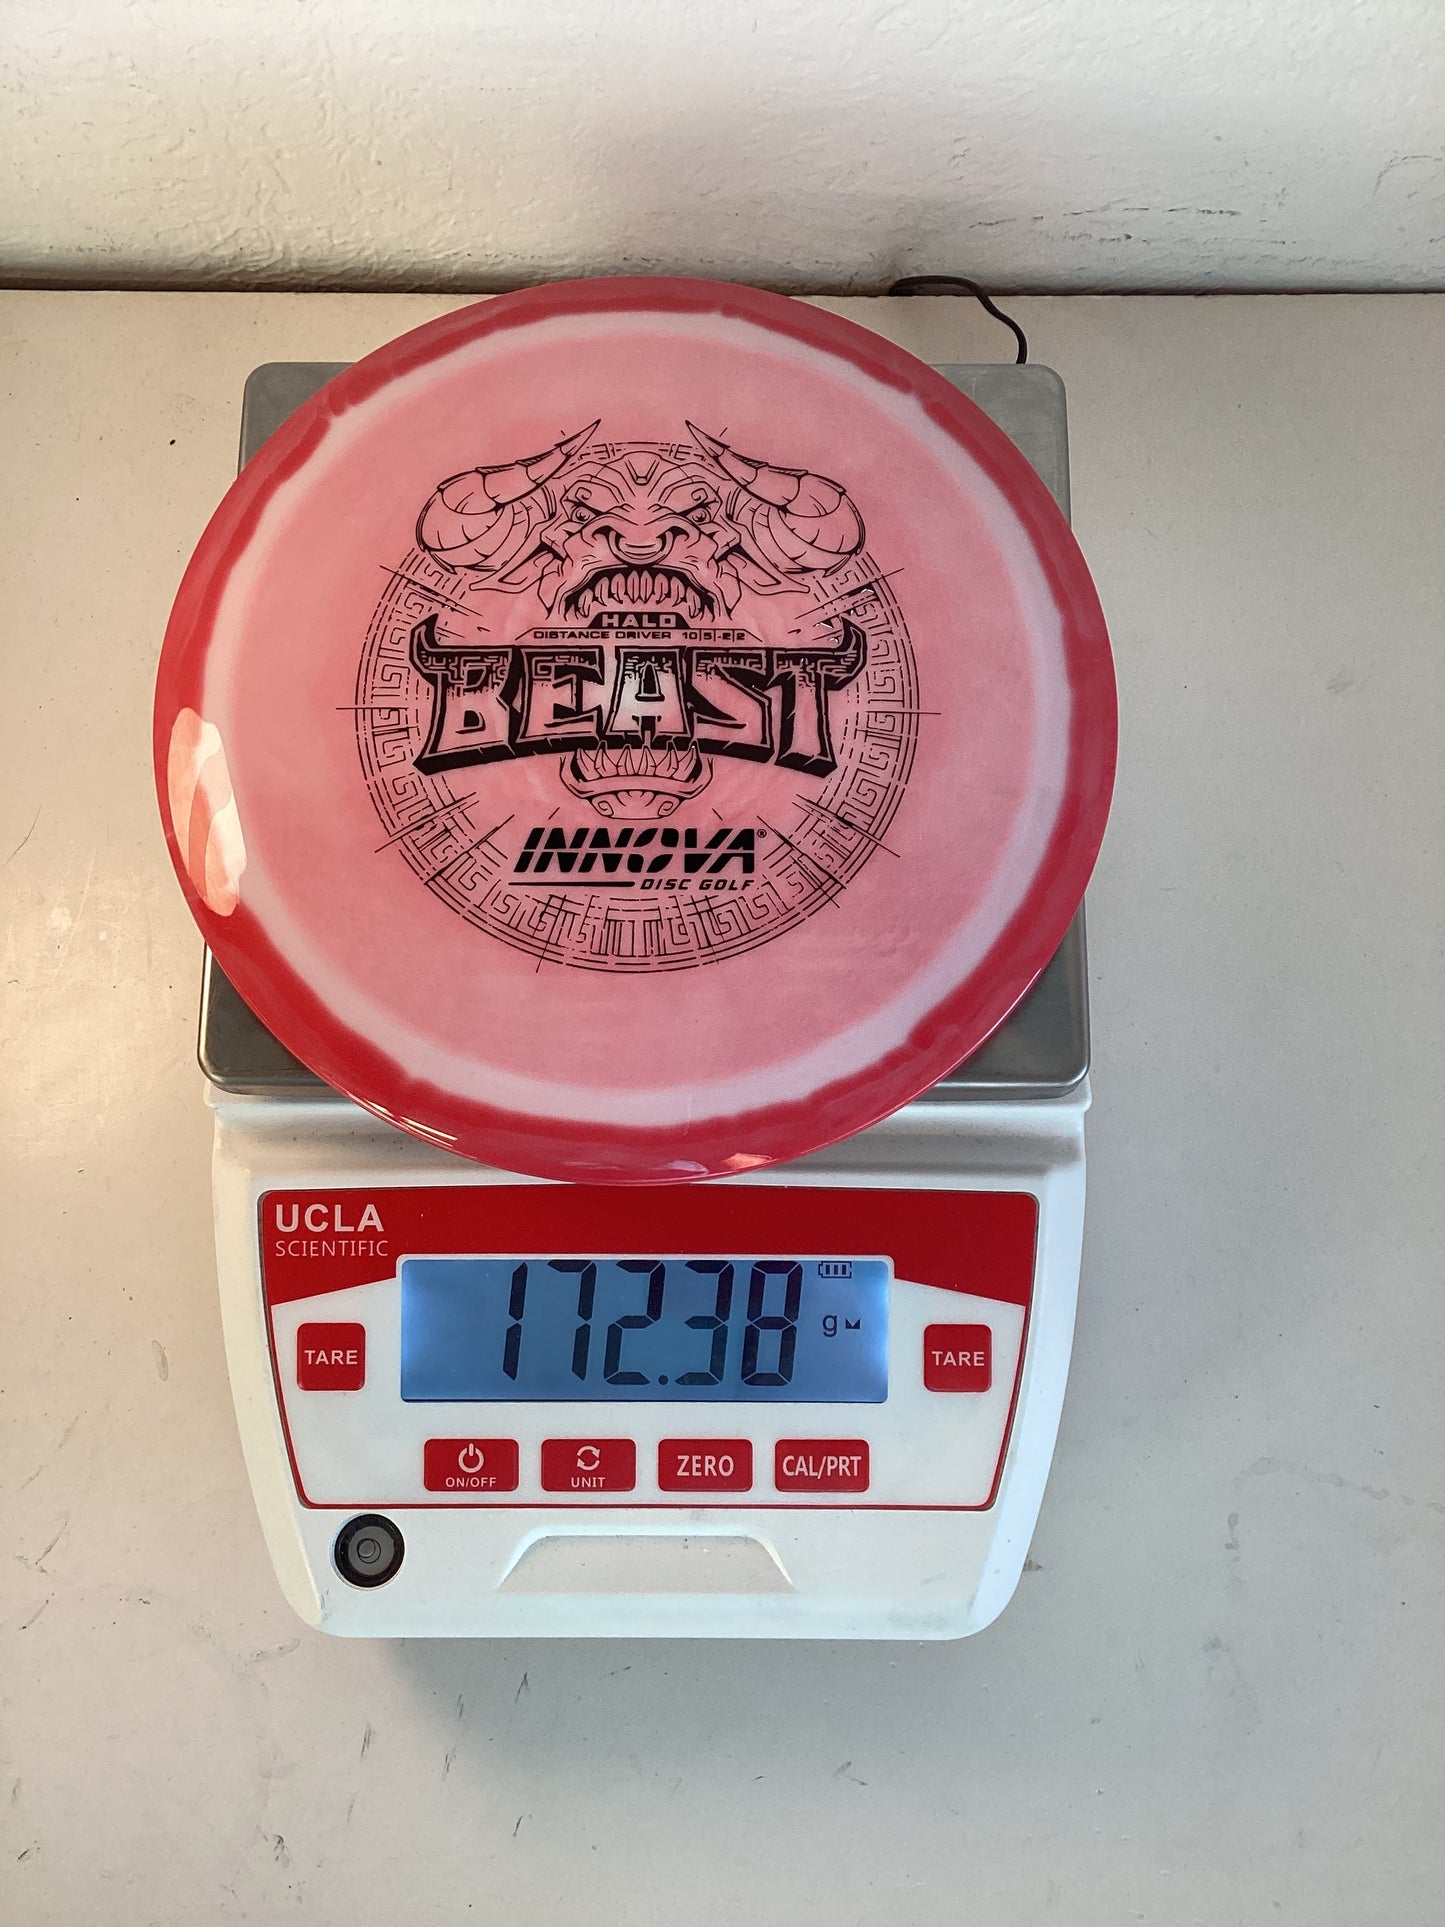 HALO
DISTANCE DRIVER 10|5|-2|2
BEAST
INNOVA®
DISC GOLF
UCLA
SCIENTIFIC
172.38 g
TARE
TARE
ON/OFF
UNIT
ZERO
CAL/PRT